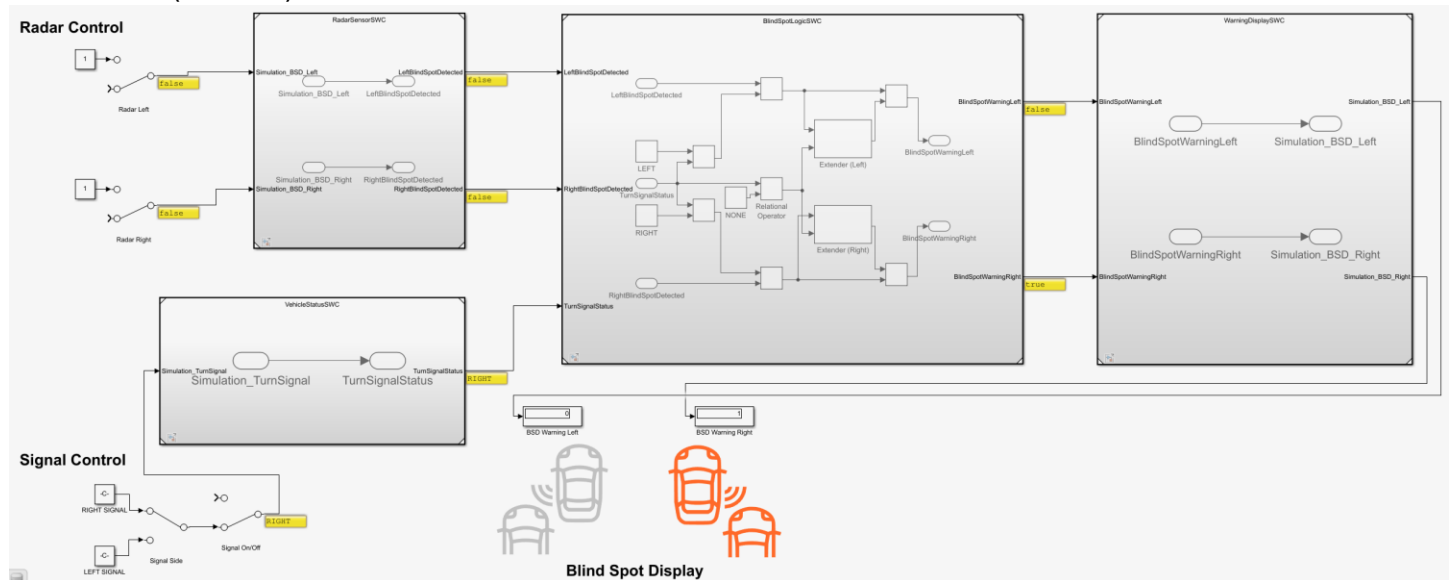 Radar Control
1
false
Radar Left
1
false
Radar Right
RadarSensorSWC
Simulation_BSD_Left
LeftBlindSpotDetected
false
Simulation_BSD_Left
LeftBlindSpotDetected
Simulation_BSD_Right
RightBlindSpotDetected
Simulation_BSD_Right
RightBlindSpotDetected
false
BlindSpotLogicSWC
LeftBlindSpotDetected
LeftBlindSpotDetected
BlindSpotWarningLeft
false
LEFT
Extender (Left)
BlindSpotWarningLeft
RightBlindSpotDetected
TurnSignalStatus
NONE
Relational
Operator
RIGHT
Extender (Right)
BlindSpotWarningRight
BlindSpotWarningRight
true
RightBlindSpotDetected
TurnSignalStatus
WarningDisplaySWC
BlindSpotWarningLeft
Simulation_BSD_Left
BlindSpotWarningLeft
Simulation_BSD_Left
BlindSpotWarningRight
Simulation_BSD_Right
BlindSpotWarningRight
Simulation_BSD_Right
VehicleStatusSWC
Simulation_TurnSignal
TurnSignalStatus
RIGHT
Simulation_TurnSignal
TurnSignalStatus
0
BSD Warning Left
1
BSD Warning Right
Signal Control
-C-
RIGHT SIGNAL
RIGHT
Signal On/Off
-C-
Signal Side
LEFT SIGNAL
Blind Spot Display